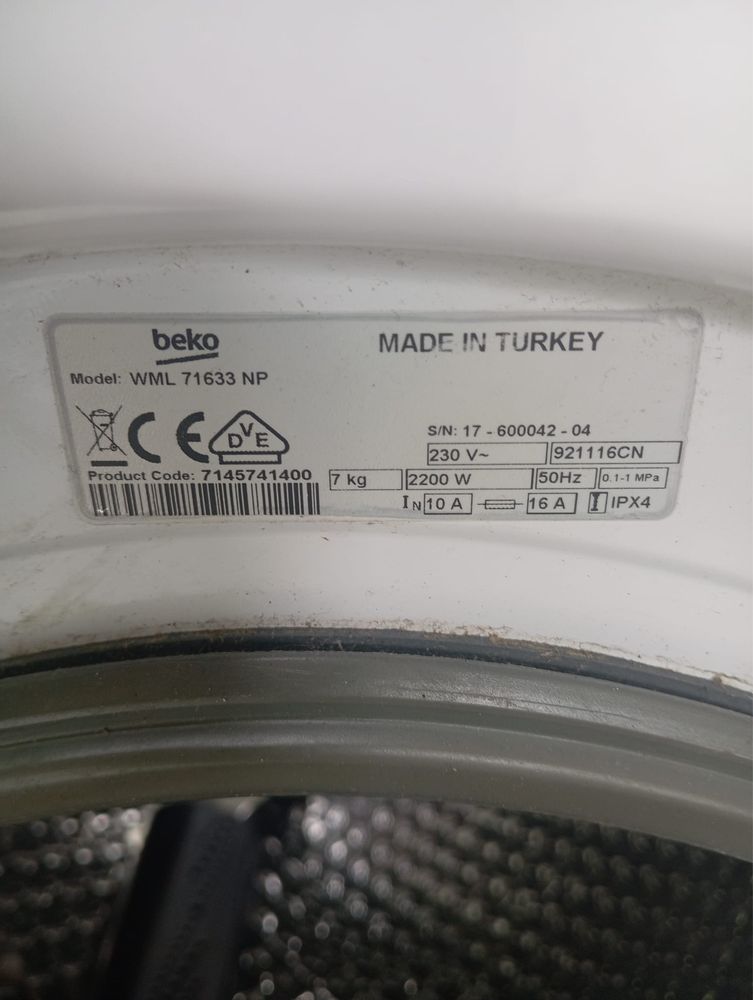 beko
MADE IN TURKEY
Model: WML 71633 NP
DVE
S/N: 17 - 600042 - 04
230 V~ 921116CN
Product Code: 7145741400 7 kg 2200 W 50Hz 0.1-1 MPa
IN 10 A 16 A I IPX4